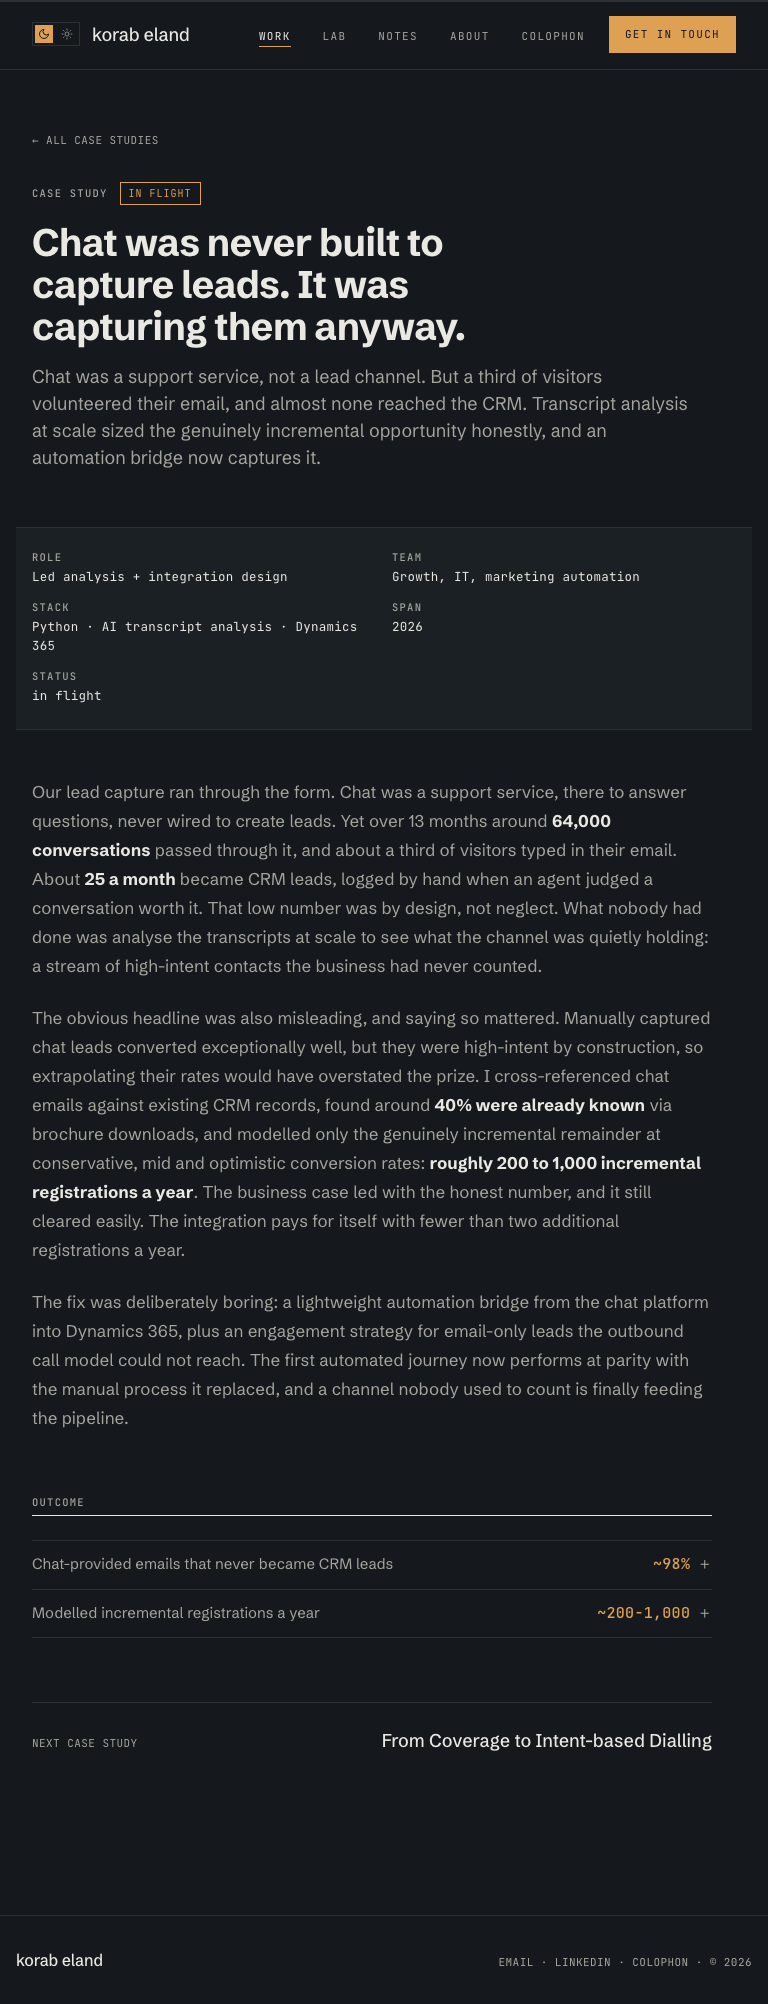 korab eland
WORK LAB NOTES ABOUT COLOPHON GET IN TOUCH
← ALL CASE STUDIES
CASE STUDY IN FLIGHT
Chat was never built to
capture leads. It was
capturing them anyway.
Chat was a support service, not a lead channel. But a third of visitors
volunteered their email, and almost none reached the CRM. Transcript analysis
at scale sized the genuinely incremental opportunity honestly, and an
automation bridge now captures it.
ROLE
Led analysis + integration design
TEAM
Growth, IT, marketing automation
STACK
Python · AI transcript analysis · Dynamics
365
SPAN
2026
STATUS
in flight
Our lead capture ran through the form. Chat was a support service, there to answer
questions, never wired to create leads. Yet over 13 months around 64,000
conversations passed through it, and about a third of visitors typed in their email.
About 25 a month became CRM leads, logged by hand when an agent judged a
conversation worth it. That low number was by design, not neglect. What nobody had
done was analyse the transcripts at scale to see what the channel was quietly holding:
a stream of high-intent contacts the business had never counted.
The obvious headline was also misleading, and saying so mattered. Manually captured
chat leads converted exceptionally well, but they were high-intent by construction, so
extrapolating their rates would have overstated the prize. I cross-referenced chat
emails against existing CRM records, found around 40% were already known via
brochure downloads, and modelled only the genuinely incremental remainder at
conservative, mid and optimistic conversion rates: roughly 200 to 1,000 incremental
registrations a year. The business case led with the honest number, and it still
cleared easily. The integration pays for itself with fewer than two additional
registrations a year.
The fix was deliberately boring: a lightweight automation bridge from the chat platform
into Dynamics 365, plus an engagement strategy for email-only leads the outbound
call model could not reach. The first automated journey now performs at parity with
the manual process it replaced, and a channel nobody used to count is finally feeding
the pipeline.
OUTCOME
Chat-provided emails that never became CRM leads ~98% +
Modelled incremental registrations a year ~200-1,000 +
NEXT CASE STUDY From Coverage to Intent-based Dialling
korab eland
EMAIL · LINKEDIN · COLOPHON · © 2026